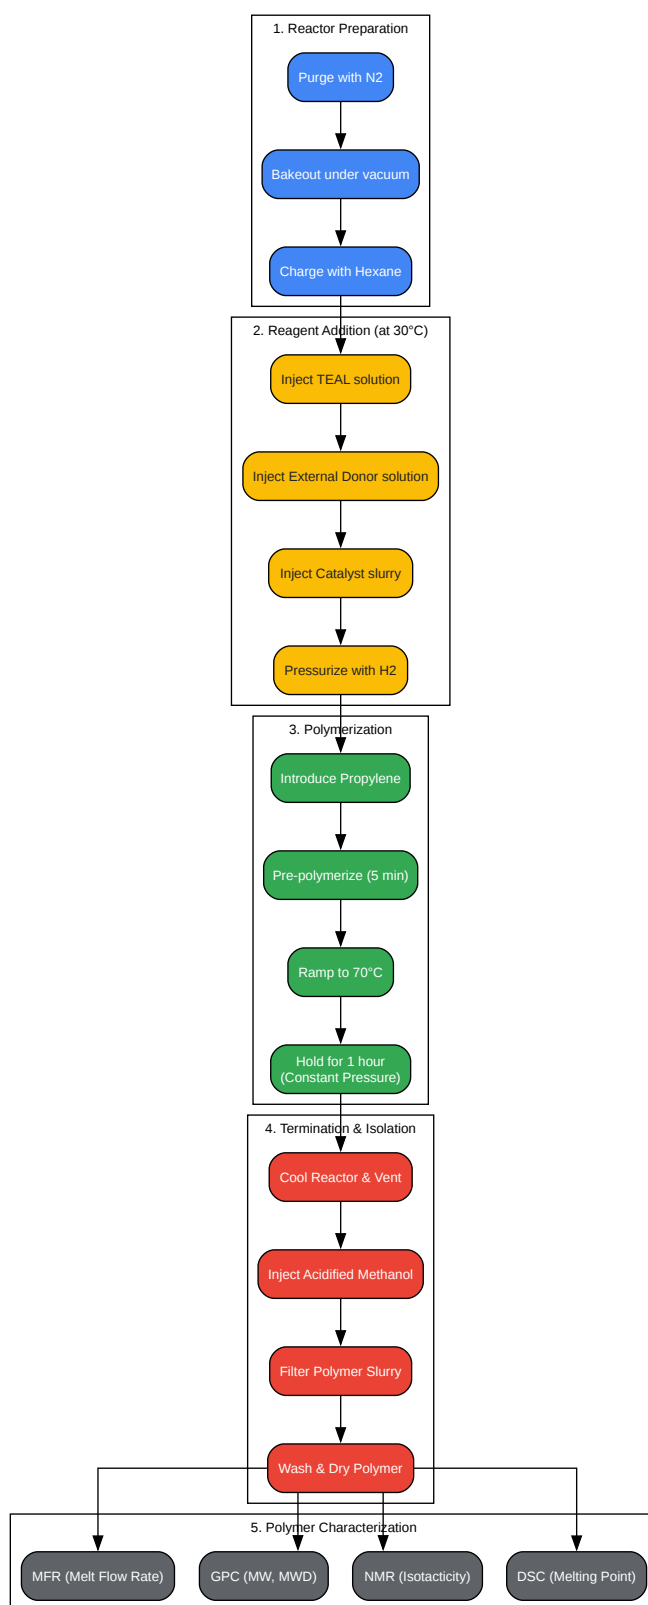 1. Reactor Preparation
Purge with N2
Bakeout under vacuum
Charge with Hexane
2. Reagent Addition (at 30°C)
Inject TEAL solution
Inject External Donor solution
Inject Catalyst slurry
Pressurize with H2
3. Polymerization
Introduce Propylene
Pre-polymerize (5 min)
Ramp to 70°C
Hold for 1 hour
(Constant Pressure)
4. Termination & Isolation
Cool Reactor & Vent
Inject Acidified Methanol
Filter Polymer Slurry
Wash & Dry Polymer
5. Polymer Characterization
MFR (Melt Flow Rate)
GPC (MW, MWD)
NMR (Isotacticity)
DSC (Melting Point)